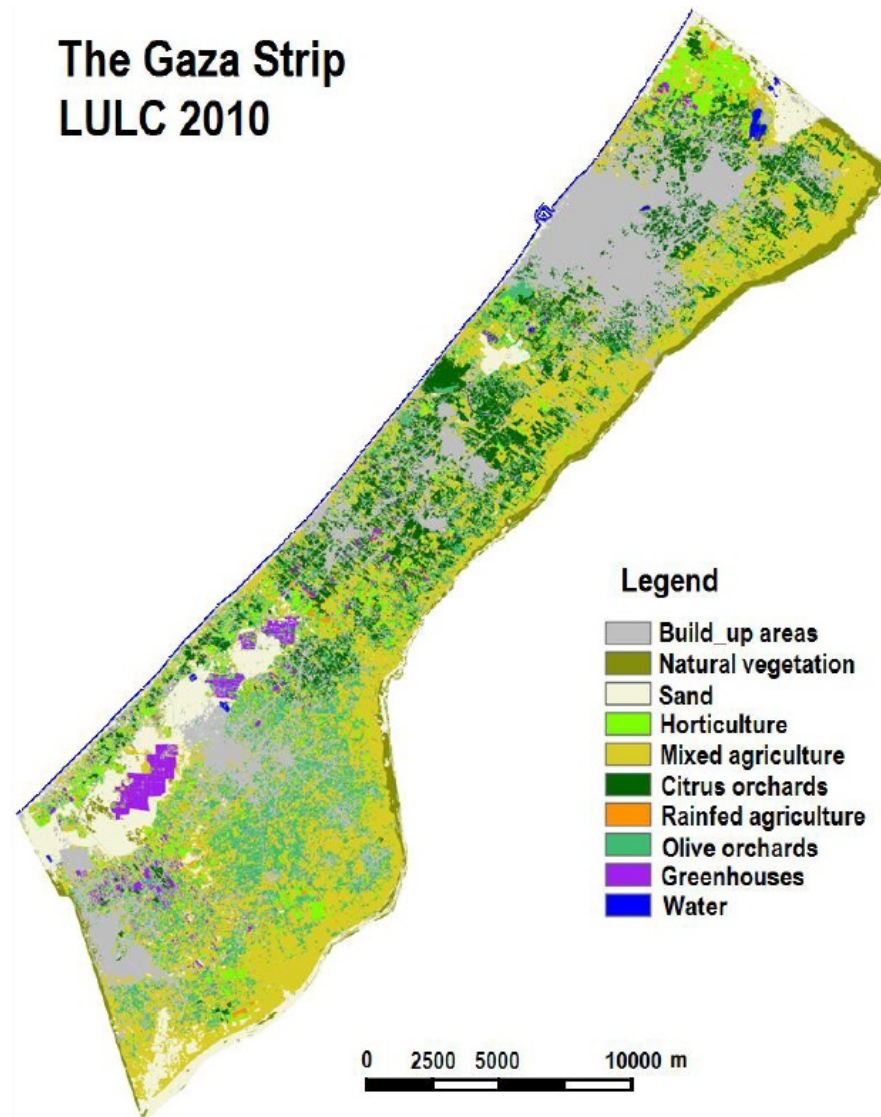 The Gaza Strip
LULC 2010
Legend
Build_up areas
Natural vegetation
Sand
Horticulture
Mixed agriculture
Citrus orchards
Rainfed agriculture
Olive orchards
Greenhouses
Water
0 2500 5000 10000 m